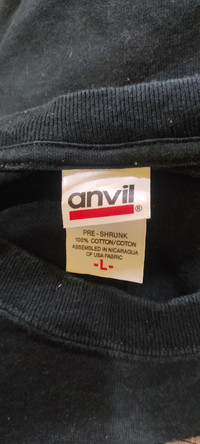 anvil®
PRE-SHRUNK
100% COTTON/COTON
ASSEMBLED IN NICARAGUA
OF USA FABRIC
-L-